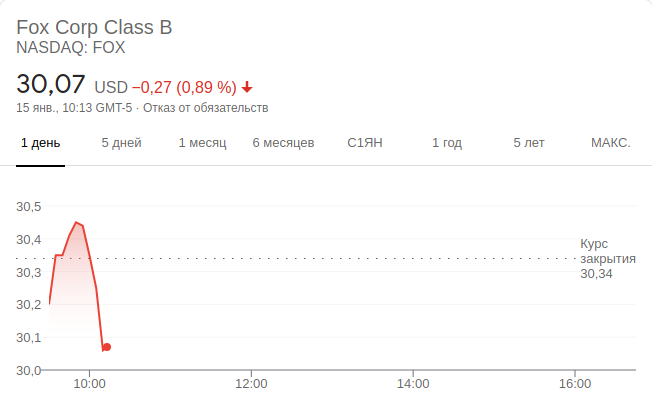 Fox Corp Class B
NASDAQ: FOX
30,07 USD −0,27 (0,89 %)
15 янв., 10:13 GMT-5 · Отказ от обязательств
1 день 5 дней 1 месяц 6 месяцев С1ЯН 1 год 5 лет МАКС.
30,5
30,4
30,3
30,2
30,1
30,0
Курс
закрытия
30,34
10:00 12:00 14:00 16:00